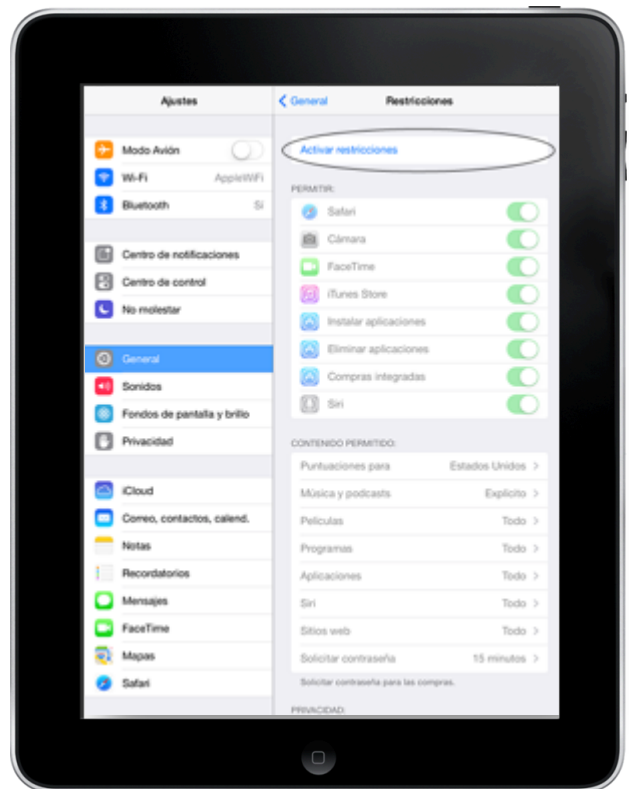 Ajustes
Modo Avión
Wi-Fi AppleWiFi
Bluetooth Sí
Centro de notificaciones
Centro de control
No molestar
General
Sonidos
Fondos de pantalla y brillo
Privacidad
iCloud
Correo, contactos, calend.
Notas
Recordatorios
Mensajes
FaceTime
Mapas
Safari
General Restricciones
Activar restricciones
PERMITIR:
Safari
Cámara
FaceTime
iTunes Store
Instalar aplicaciones
Eliminar aplicaciones
Compras integradas
Siri
CONTENIDO PERMITIDO:
Puntuaciones para Estados Unidos
Música y podcasts Explícito
Películas Todo
Programas Todo
Aplicaciones Todo
Siri Todo
Sitios web Todo
Solicitar contraseña 15 minutos
Solicitar contraseña para las compras.
PRIVACIDAD: